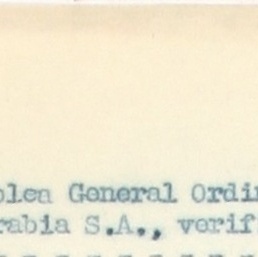 blea General Ordin
rabia S.A., verif